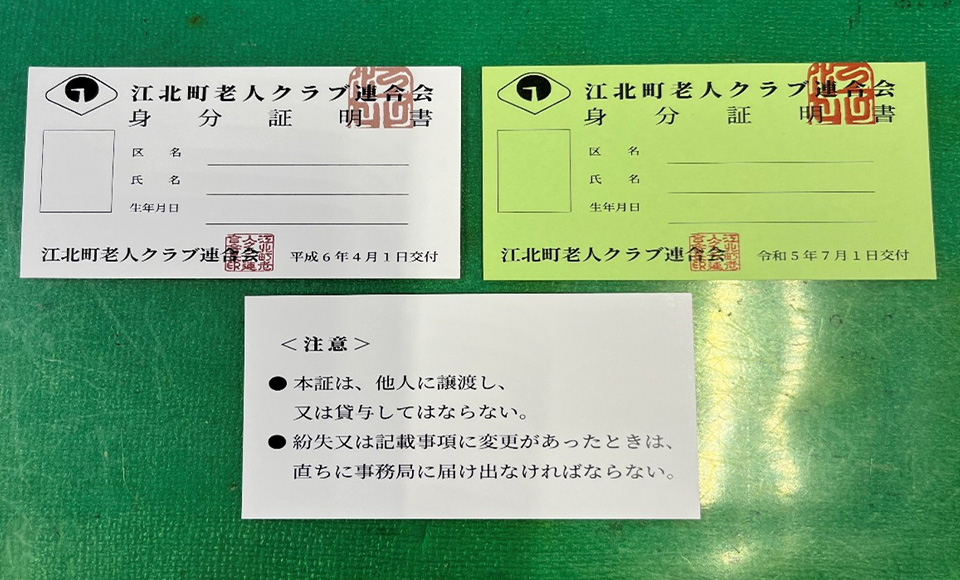 江北町老人クラブ連合会
身分証明書
区名
氏名
生年月日
江北町老人クラブ連合会
平成6年4月1日交付
江北町老人クラブ連合会
身分証明書
区名
氏名
生年月日
江北町老人クラブ連合会
令和5年7月1日交付
<注意>
●本証は、他人に譲渡し、
又は貸与してはならない。
●紛失又は記載事項に変更があったときは、
直ちに事務局に届け出なければならない。